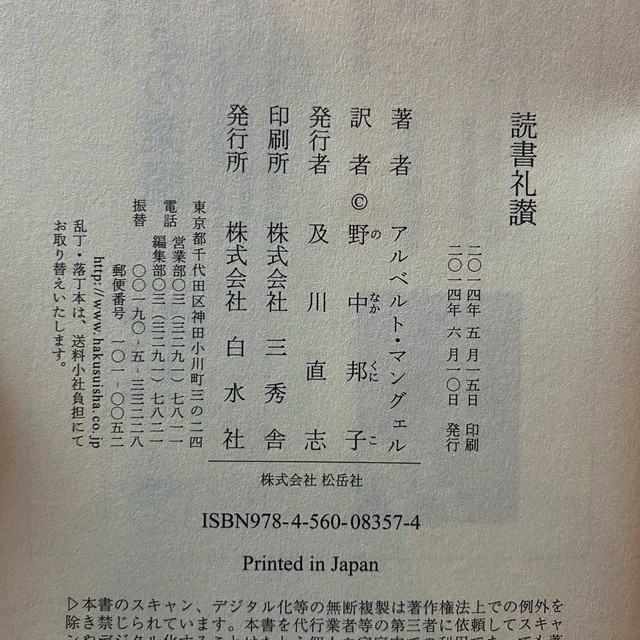 読書礼讃
二〇一四年 五 月一五日 印刷
二〇一四年 六 月一〇日 発行
著者 アルベルト・マングェル
訳者 © 野の中なか邦くに子こ
発行者 及川直志
印刷所 株式会社 三秀舎
発行所 株式会社 白水社
東京都千代田区神田小川町三の二四
電話 営業部〇三(三二九一)七八一一
編集部〇三(三二九一)七八二一
振替 〇〇一九〇-五-三三二二八
郵便番号 一〇一-〇〇五二
http://www.hakusuisha.co.jp
乱丁・落丁本は、送料小社負担にて
お取り替えいたします。
株式会社 松岳社
ISBN978-4-560-08357-4
Printed in Japan
▷本書のスキャン、デジタル化等の無断複製は著作権法上での例外を
除き禁じられています。本書を代行業者等の第三者に依頼してスキャ